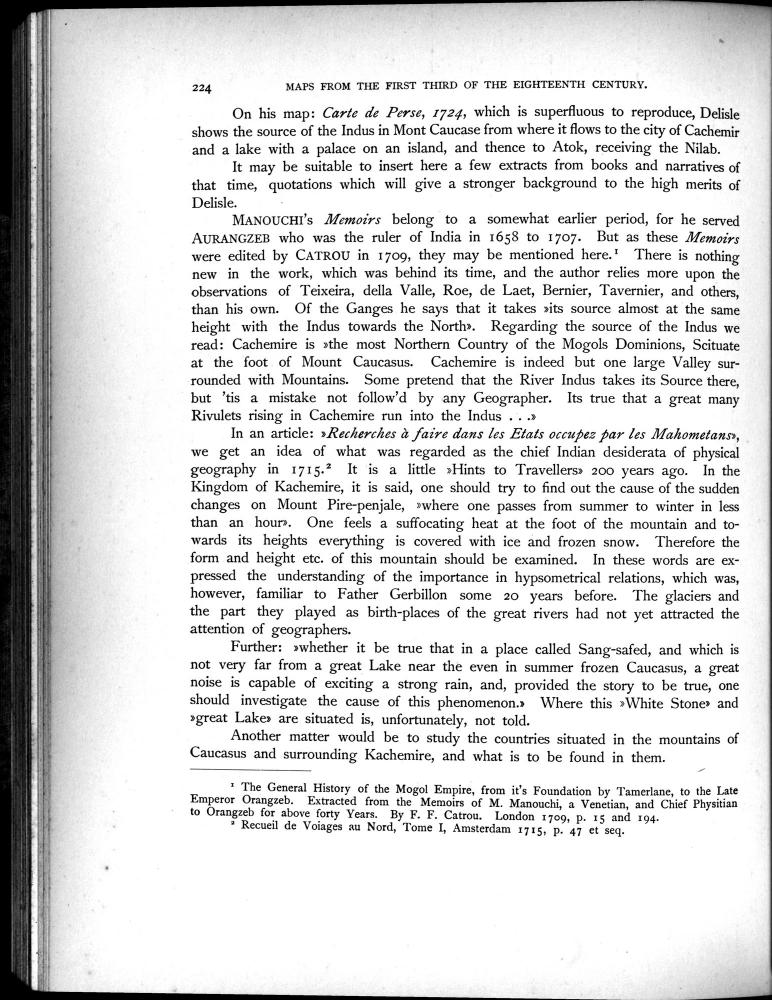 224 MAPS FROM THE FIRST THIRD OF THE EIGHTEENTH CENTURY.
On his map: Carte de Perse, 1724, which is superfluous to reproduce, Delisle
shows the source of the Indus in Mont Caucase from where it flows to the city of Cachemir
and a lake with a palace on an island, and thence to Atok, receiving the Nilab.
It may be suitable to insert here a few extracts from books and narratives of
that time, quotations which will give a stronger background to the high merits of
Delisle.
MANOUCHI's Memoirs belong to a somewhat earlier period, for he served
AURANGZEB who was the ruler of India in 1658 to 1707. But as these Memoirs
were edited by CATROU in 1709, they may be mentioned here.¹ There is nothing
new in the work, which was behind its time, and the author relies more upon the
observations of Teixeira, della Valle, Roe, de Laet, Bernier, Tavernier, and others,
than his own. Of the Ganges he says that it takes »its source almost at the same
height with the Indus towards the North». Regarding the source of the Indus we
read: Cachemire is »the most Northern Country of the Mogols Dominions, Scituate
at the foot of Mount Caucasus. Cachemire is indeed but one large Valley sur-
rounded with Mountains. Some pretend that the River Indus takes its Source there,
but 'tis a mistake not follow'd by any Geographer. Its true that a great many
Rivulets rising in Cachemire run into the Indus . . .»
In an article: »Recherches à faire dans les Etats occupez par les Mahometans»,
we get an idea of what was regarded as the chief Indian desiderata of physical
geography in 1715.² It is a little »Hints to Travellers» 200 years ago. In the
Kingdom of Kachemire, it is said, one should try to find out the cause of the sudden
changes on Mount Pire-penjale, »where one passes from summer to winter in less
than an hour». One feels a suffocating heat at the foot of the mountain and to-
wards its heights everything is covered with ice and frozen snow. Therefore the
form and height etc. of this mountain should be examined. In these words are ex-
pressed the understanding of the importance in hypsometrical relations, which was,
however, familiar to Father Gerbillon some 20 years before. The glaciers and
the part they played as birth-places of the great rivers had not yet attracted the
attention of geographers.
Further: »whether it be true that in a place called Sang-safed, and which is
not very far from a great Lake near the even in summer frozen Caucasus, a great
noise is capable of exciting a strong rain, and, provided the story to be true, one
should investigate the cause of this phenomenon.» Where this »White Stone» and
»great Lake» are situated is, unfortunately, not told.
Another matter would be to study the countries situated in the mountains of
Caucasus and surrounding Kachemire, and what is to be found in them.
¹ The General History of the Mogol Empire, from it's Foundation by Tamerlane, to the Late
Emperor Orangzeb. Extracted from the Memoirs of M. Manouchi, a Venetian, and Chief Physitian
to Orangzeb for above forty Years. By F. F. Catrou. London 1709, p. 15 and 194.
² Recueil de Voiages au Nord, Tome I, Amsterdam 1715, p. 47 et seq.